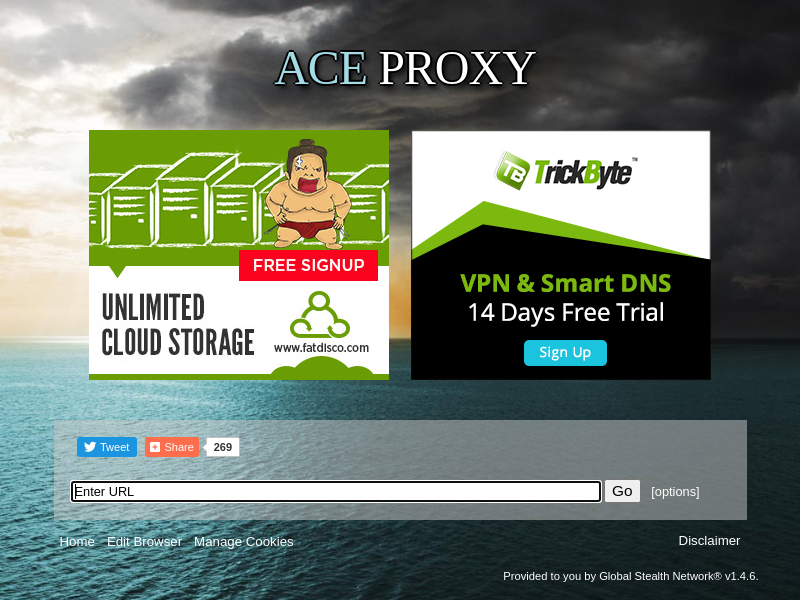 ACE PROXY
FREE SIGNUP
UNLIMITED
CLOUD STORAGE
www.fatdisco.com
TB TrickByte™
VPN & Smart DNS
14 Days Free Trial
Sign Up
Tweet Share 269
Enter URL Go [options]
Home Edit Browser Manage Cookies Disclaimer
Provided to you by Global Stealth Network® v1.4.6.